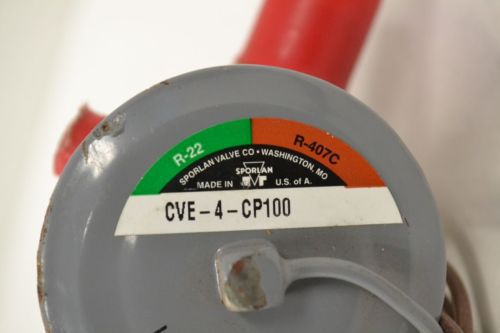 R-22
R-407C
SPORLAN VALVE CO • WASHINGTON, MO
SPORLAN
MADE IN U.S. of A.
CVE-4-CP100